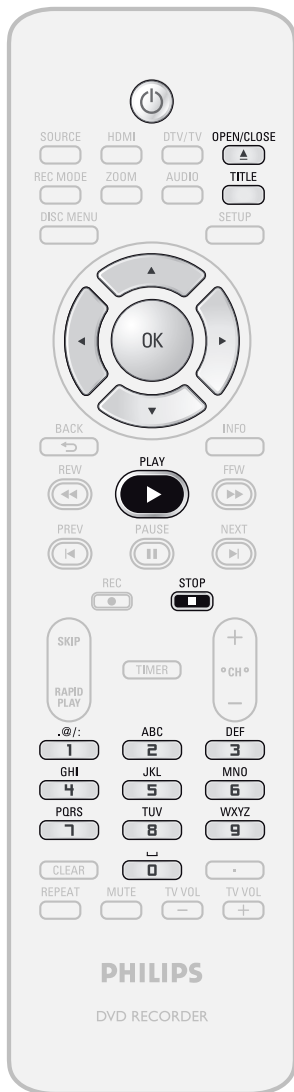 SOURCE HDMI DTV/TV OPEN/CLOSE
REC MODE ZOOM AUDIO TITLE
DISC MENU SETUP
OK
BACK INFO
PLAY
REW FFW
PREV PAUSE NEXT
REC STOP
SKIP
+
TIMER
CH
RAPID
PLAY
–
.@/: ABC DEF
1 2 3
GHI JKL MNO
4 5 6
PQRS TUV WXYZ
7 8 9
␣
CLEAR 0 .
REPEAT MUTE TV VOL TV VOL
– +
PHILIPS
DVD RECORDER